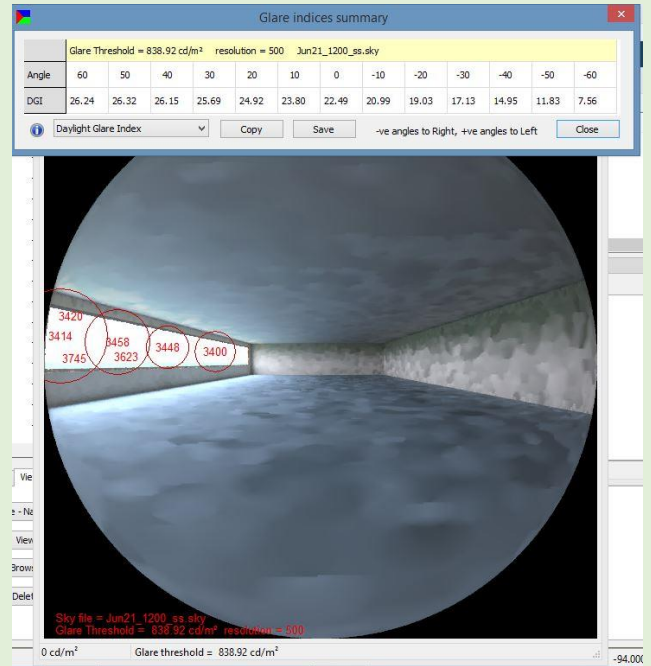 Glare indices summary
Glare Threshold = 838.92 cd/m² resolution = 500 Jun21_1200_ss.sky
Angle 60 50 40 30 20 10 0 -10 -20 -30 -40 -50 -60
DGI 26.24 26.32 26.15 25.69 24.92 23.80 22.49 20.99 19.03 17.13 14.95 11.83 7.56
Daylight Glare Index Copy Save -ve angles to Right, +ve angles to Left Close
3420
3414 3458 3448 3400
3745 3623
Vie
e - Na
View
Brows
Delet
Sky file = Jun21_1200_ss.sky
Glare Threshold = 838.92 cd/m² resolution = 500
0 cd/m² Glare threshold = 838.92 cd/m²
-94.000